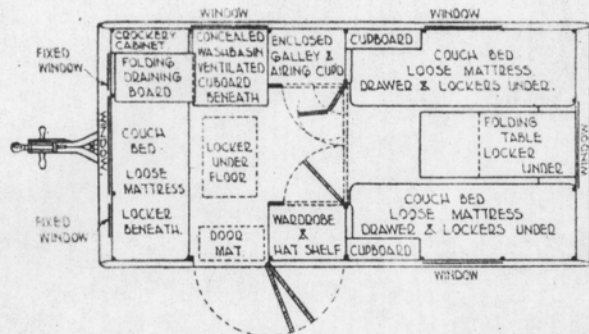 WINDOW
WINDOW
CROCKERY
CABINET
CONCEALED
WASHBASIN
VENTILATED
CUBOARD
BENEATH
ENCLOSED
GALLEY &
AIRING CUPD
CUPBOARD
FIXED
WINDOW
FOLDING
DRAINING
BOARD
COUCH BED
LOOSE MATTRESS
DRAWER & LOCKERS UNDER.
WINDOW
COUCH
BED
LOOSE
MATTRESS
LOCKER
BENEATH.
LOCKER
UNDER
FLOOR
FOLDING
TABLE
LOCKER
UNDER
WINDOW
FIXED
WINDOW
DOOR
MAT.
WARDROBE
&
HAT SHELF
COUCH BED
LOOSE MATTRESS
DRAWER & LOCKERS UNDER
CUPBOARD
WINDOW